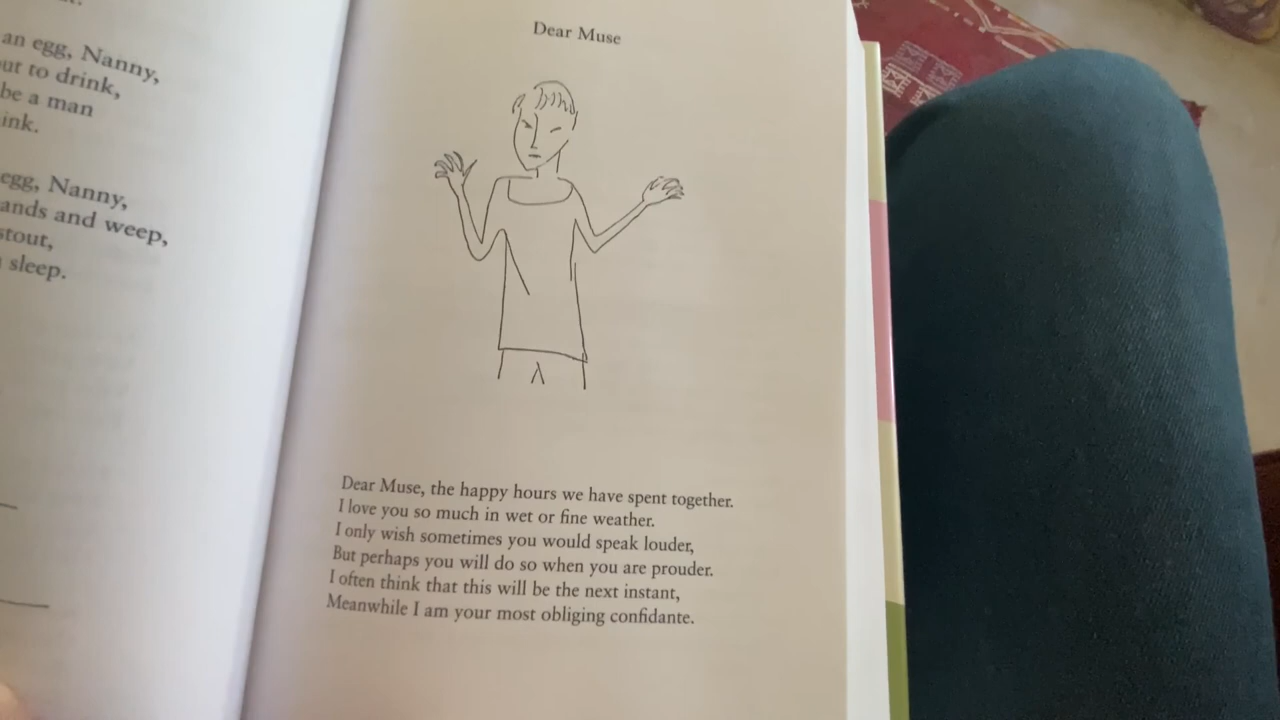 an egg, Nanny,
to drink,
be a man
egg, Nanny,
and weep,
stout,
sleep.
Dear Muse
Dear Muse, the happy hours we have spent together.
I love you so much in wet or fine weather.
I only wish sometimes you would speak louder,
But perhaps you will do so when you are prouder.
I often think that this will be the next instant,
Meanwhile I am your most obliging confidante.